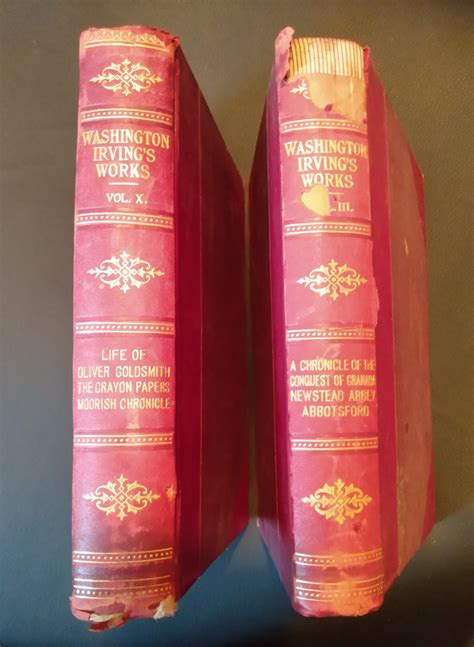 WASHINGTON
IRVING'S
WORKS
VOL. X.
LIFE OF
OLIVER GOLDSMITH
THE CRAYON PAPERS
MOORISH CHRONICLE
WASHINGTON
IRVING'S
WORKS
L. III.
A CHRONICLE OF THE
CONQUEST OF GRANADA
NEWSTEAD ABBEY
ABBOTSFORD